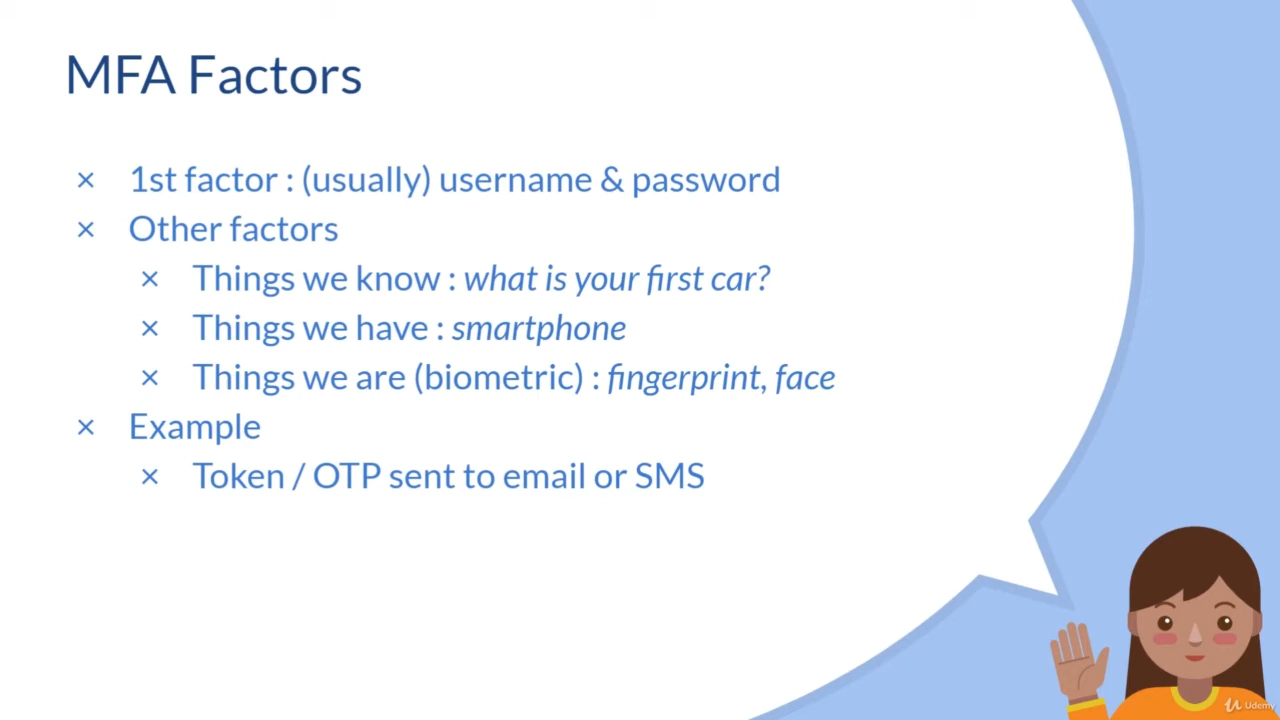 MFA Factors
× 1st factor : (usually) username & password
× Other factors
× Things we know : what is your first car?
× Things we have : smartphone
× Things we are (biometric) : fingerprint, face
× Example
× Token / OTP sent to email or SMS
Udemy